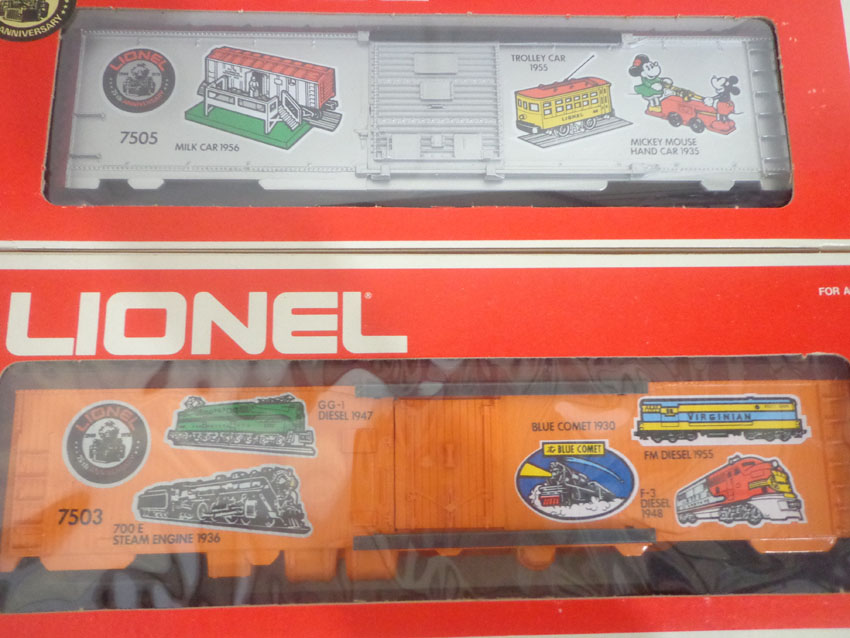 ANNIVERSARY
LIONEL
7505
MILK CAR 1956
TROLLEY CAR
1955
LIONEL
MICKEY MOUSE
HAND CAR 1935
LIONEL®
FOR A
LIONEL
7503
GG-1
DIESEL 1947
700 E
STEAM ENGINE 1936
BLUE COMET 1930
THE BLUE COMET
VIRGINIAN
FM DIESEL 1955
F-3
DIESEL
1948